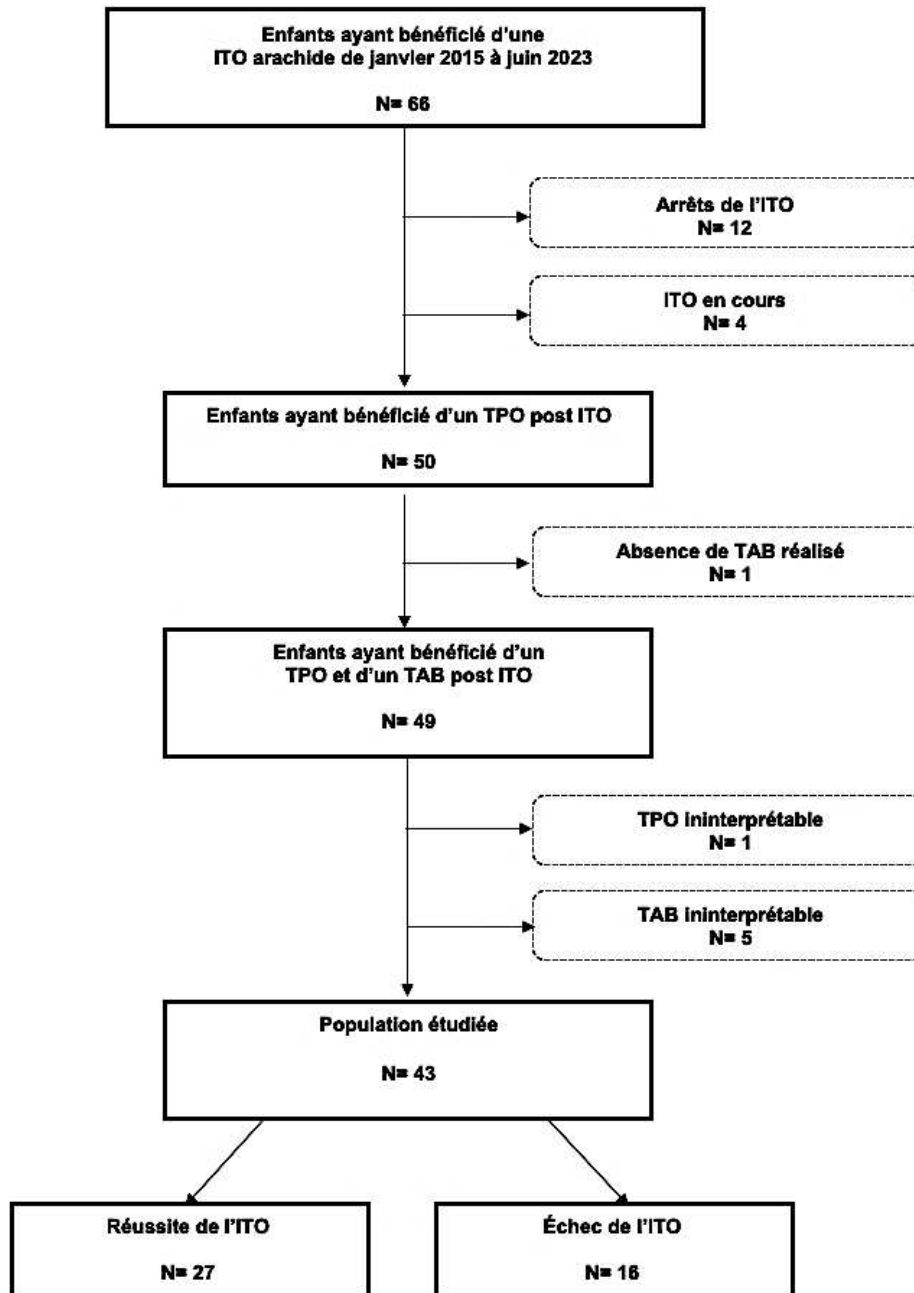 Enfants ayant bénéficié d'une
ITO arachide de janvier 2015 à juin 2023
N= 66
Arrêts de l'ITO
N= 12
ITO en cours
N= 4
Enfants ayant bénéficié d'un TPO post ITO
N= 50
Absence de TAB réalisé
N= 1
Enfants ayant bénéficié d'un
TPO et d'un TAB post ITO
N= 49
TPO ininterprétable
N= 1
TAB ininterprétable
N= 5
Population étudiée
N= 43
Réussite de l'ITO
N= 27
Échec de l'ITO
N= 16